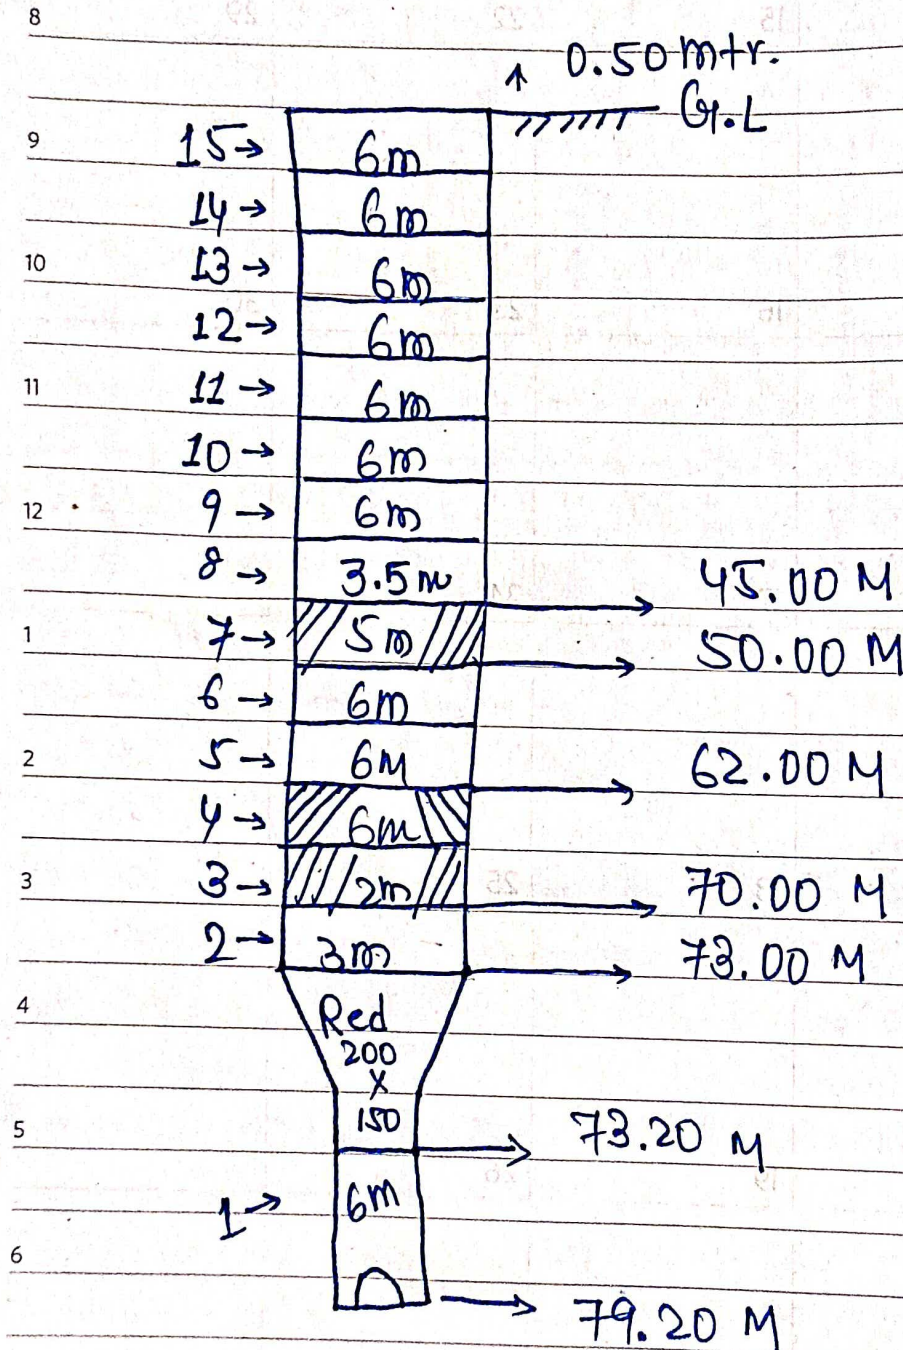 8
0.50 mtr.
G.L
9
15→ 6m
14→ 6m
10
13→ 6m
12→ 6m
11
11→ 6m
10→ 6m
12
9→ 6m
8→ 3.5m 45.00 M
1
7→ 5m 50.00 M
6→ 6m
2
5→ 6M 62.00 M
4→ 6m
3
3→ 2m 70.00 M
2→ 3m 73.00 M
4
Red
200
X
150
5
73.20 M
1→ 6m
6
79.20 M